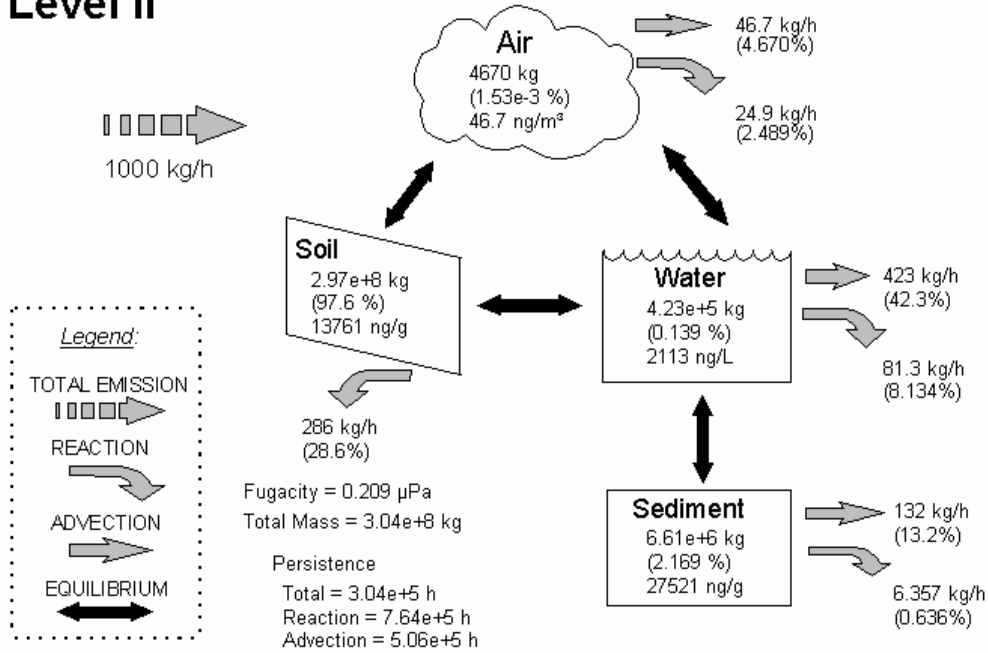 Level II
Air
4670 kg
(1.53e-3 %)
46.7 ng/m³
46.7 kg/h
(4.670%)
24.9 kg/h
(2.489%)
1000 kg/h
Soil
2.97e+8 kg
(97.6 %)
13761 ng/g
286 kg/h
(28.6%)
Water
4.23e+5 kg
(0.139 %)
2113 ng/L
423 kg/h
(42.3%)
81.3 kg/h
(8.134%)
Legend:
TOTAL EMISSION
REACTION
ADVECTION
EQUILIBRIUM
Fugacity = 0.209 µPa
Total Mass = 3.04e+8 kg
Persistence
Total = 3.04e+5 h
Reaction = 7.64e+5 h
Advection = 5.06e+5 h
Sediment
6.61e+6 kg
(2.169 %)
27521 ng/g
132 kg/h
(13.2%)
6.357 kg/h
(0.636%)